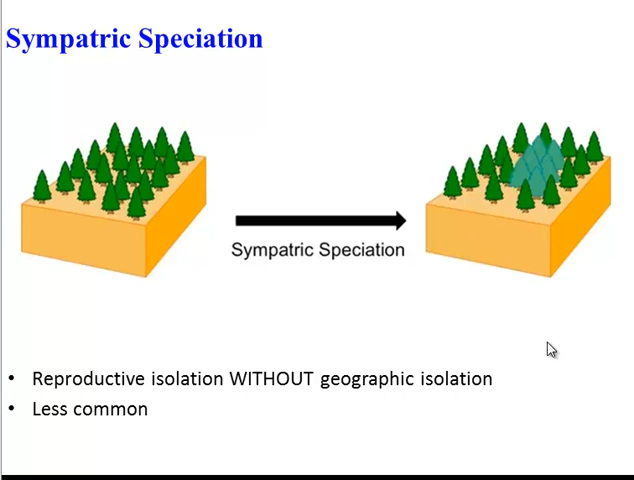 Sympatric Speciation
Sympatric Speciation
• Reproductive isolation WITHOUT geographic isolation
• Less common